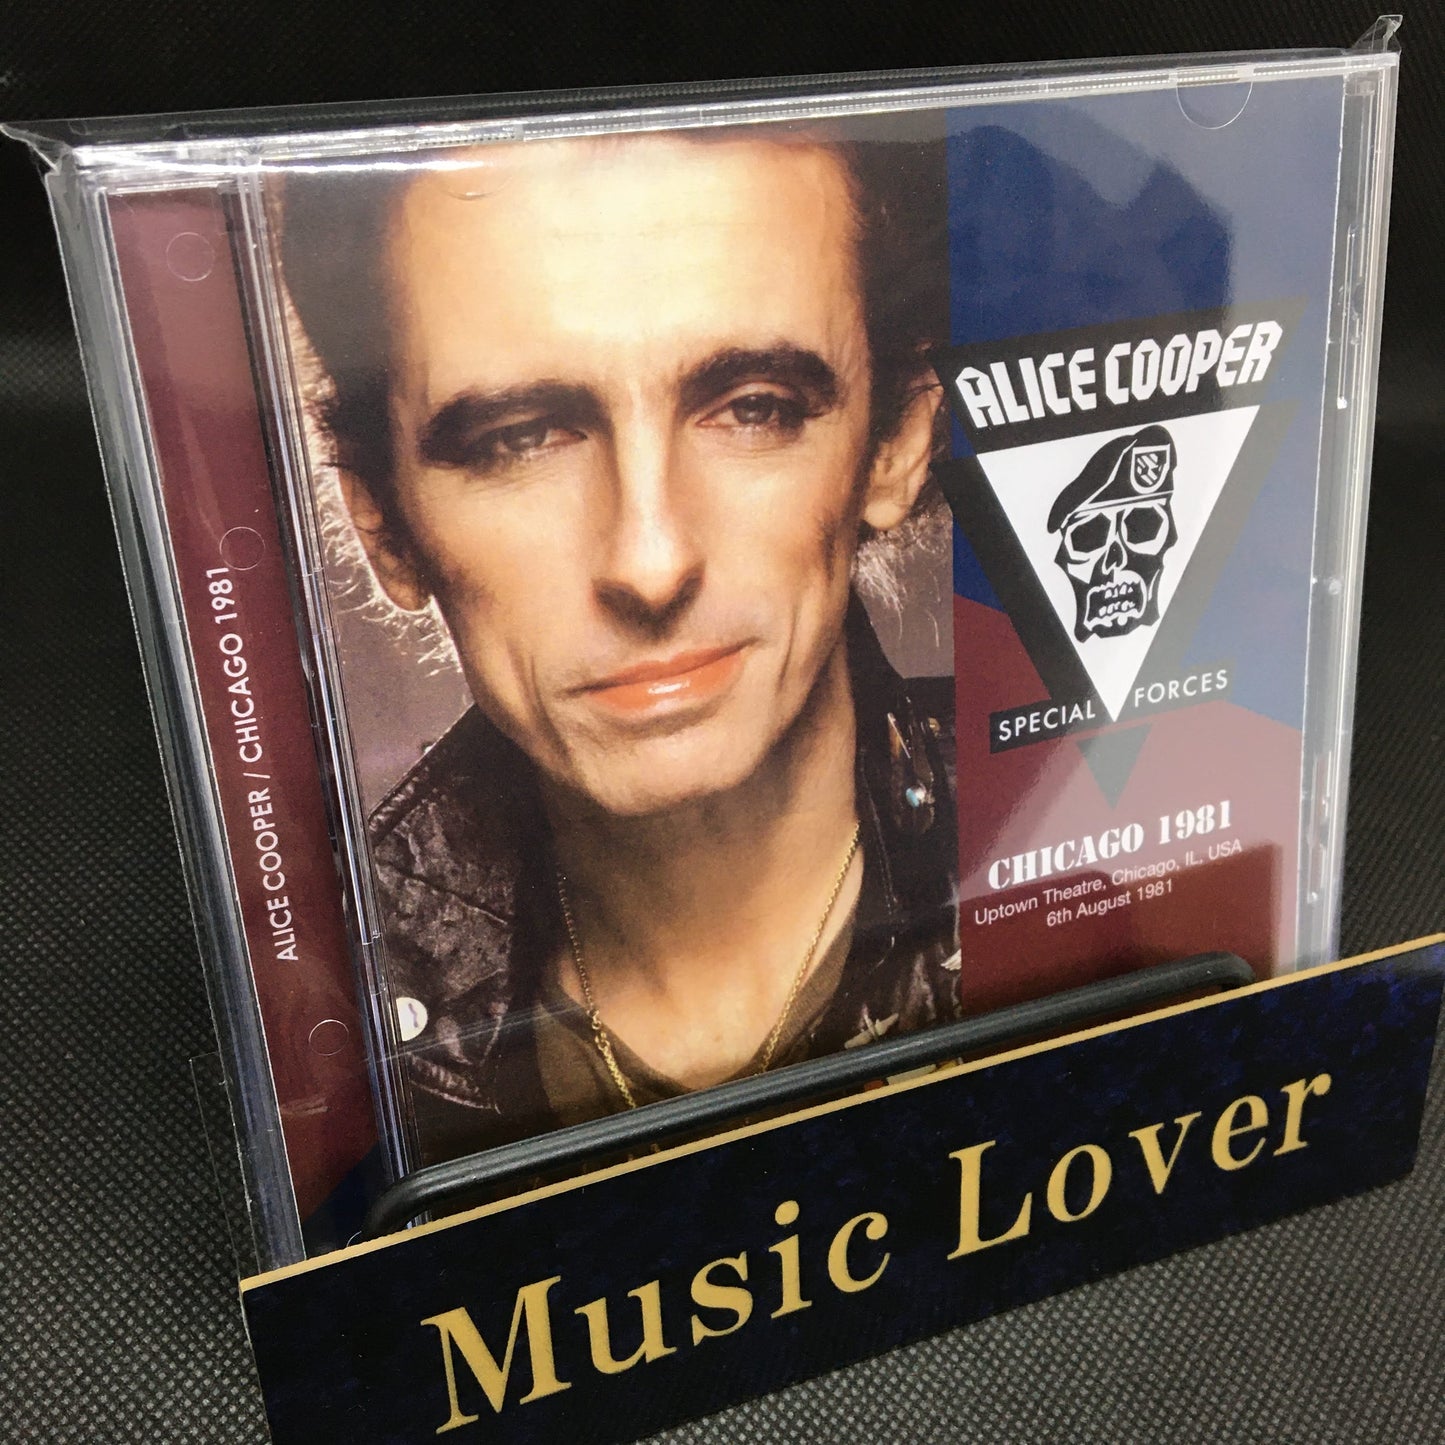 ALICE COOPER / CHICAGO 1981
ALICE COOPER
SPECIAL FORCES
CHICAGO 1981
Uptown Theatre, Chicago, IL, USA
6th August 1981
Music Lover